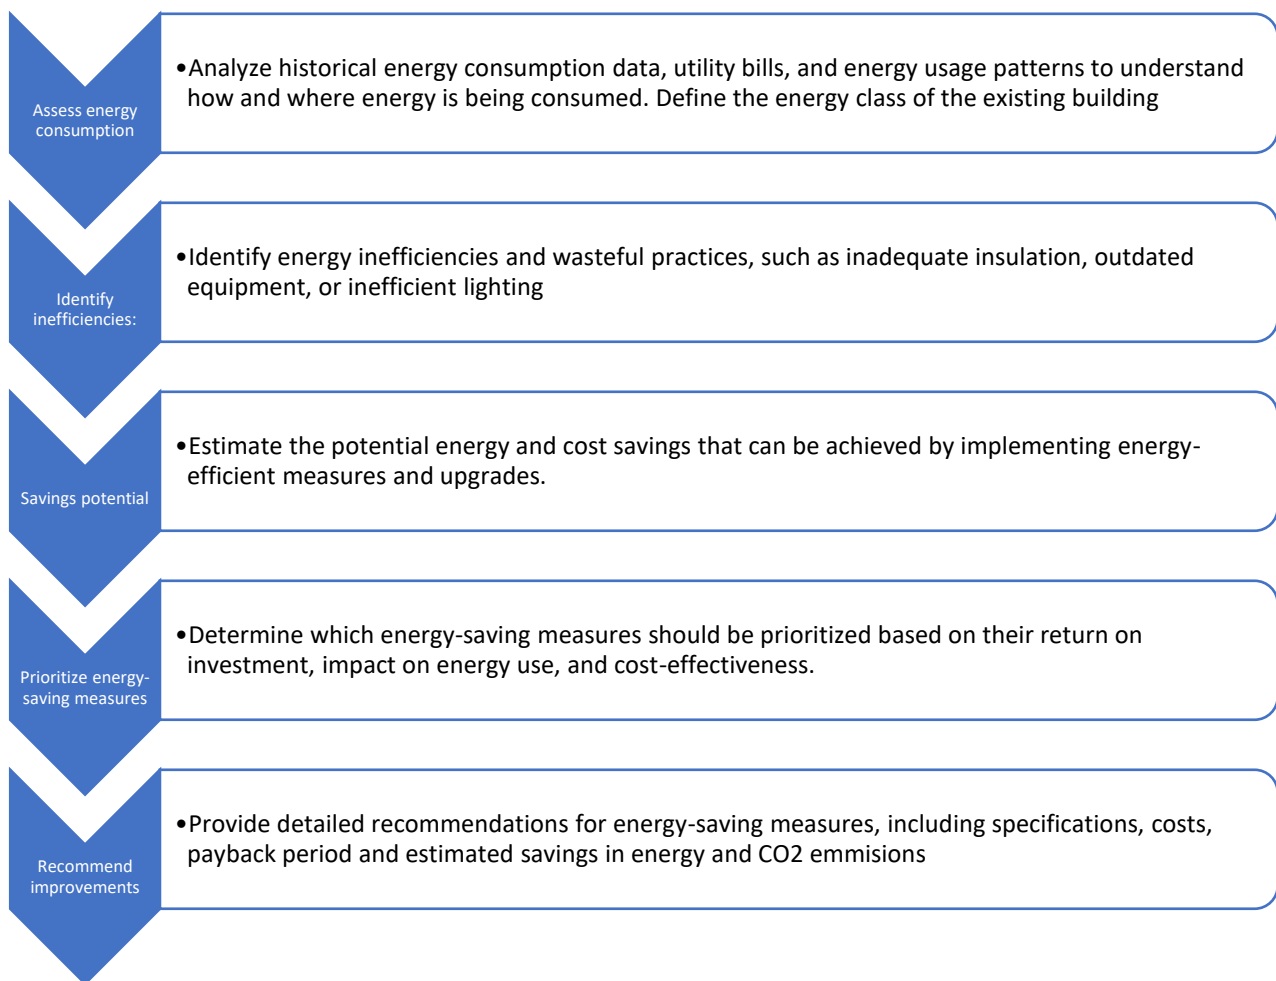 Assess energy
consumption
•Analyze historical energy consumption data, utility bills, and energy usage patterns to understand
how and where energy is being consumed. Define the energy class of the existing building
Identify
inefficiencies:
•Identify energy inefficiencies and wasteful practices, such as inadequate insulation, outdated
equipment, or inefficient lighting
Savings potential
•Estimate the potential energy and cost savings that can be achieved by implementing energy-
efficient measures and upgrades.
Prioritize energy-
saving measures
•Determine which energy-saving measures should be prioritized based on their return on
investment, impact on energy use, and cost-effectiveness.
Recommend
improvements
•Provide detailed recommendations for energy-saving measures, including specifications, costs,
payback period and estimated savings in energy and CO2 emmisions